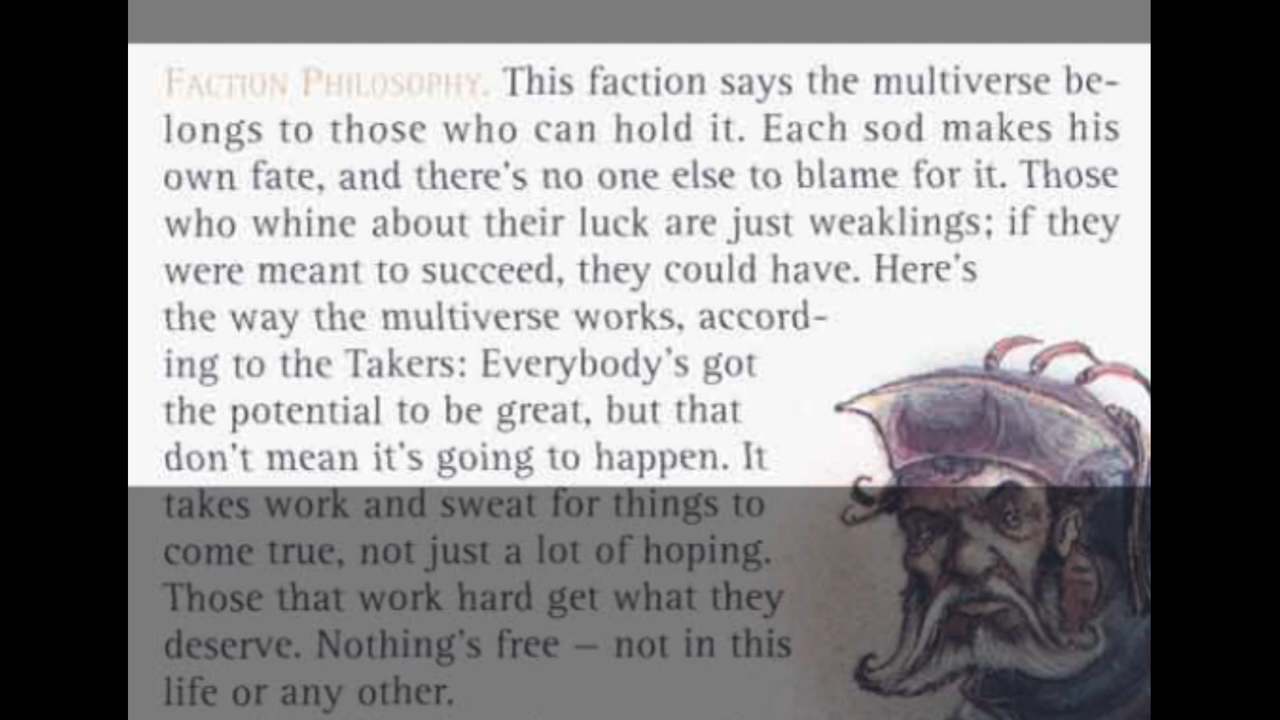 FACTION PHILOSOPHY. This faction says the multiverse be-
longs to those who can hold it. Each sod makes his
own fate, and there's no one else to blame for it. Those
who whine about their luck are just weaklings; if they
were meant to succeed, they could have. Here's
the way the multiverse works, accord-
ing to the Takers: Everybody's got
the potential to be great, but that
don't mean it's going to happen. It
takes work and sweat for things to
come true, not just a lot of hoping.
Those that work hard get what they
deserve. Nothing's free – not in this
life or any other.